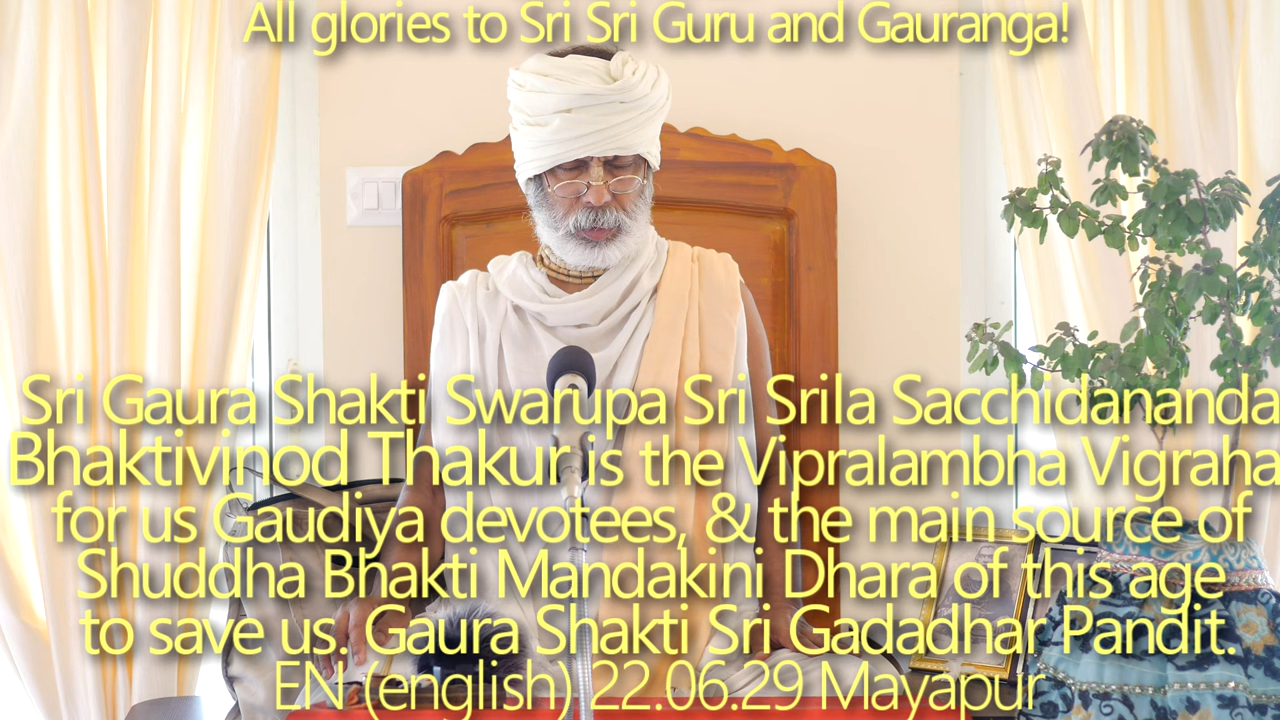 All glories to Sri Sri Guru and Gauranga!
Sri Gaura Shakti Swarupa Sri Srila Sacchidananda
Bhaktivinod Thakur is the Vipralambha Vigraha
for us Gaudiya devotees, & the main source of
Shuddha Bhakti Mandakini Dhara of this age
to save us. Gaura Shakti Sri Gadadhar Pandit.
EN (english) 22.06.29 Mayapur